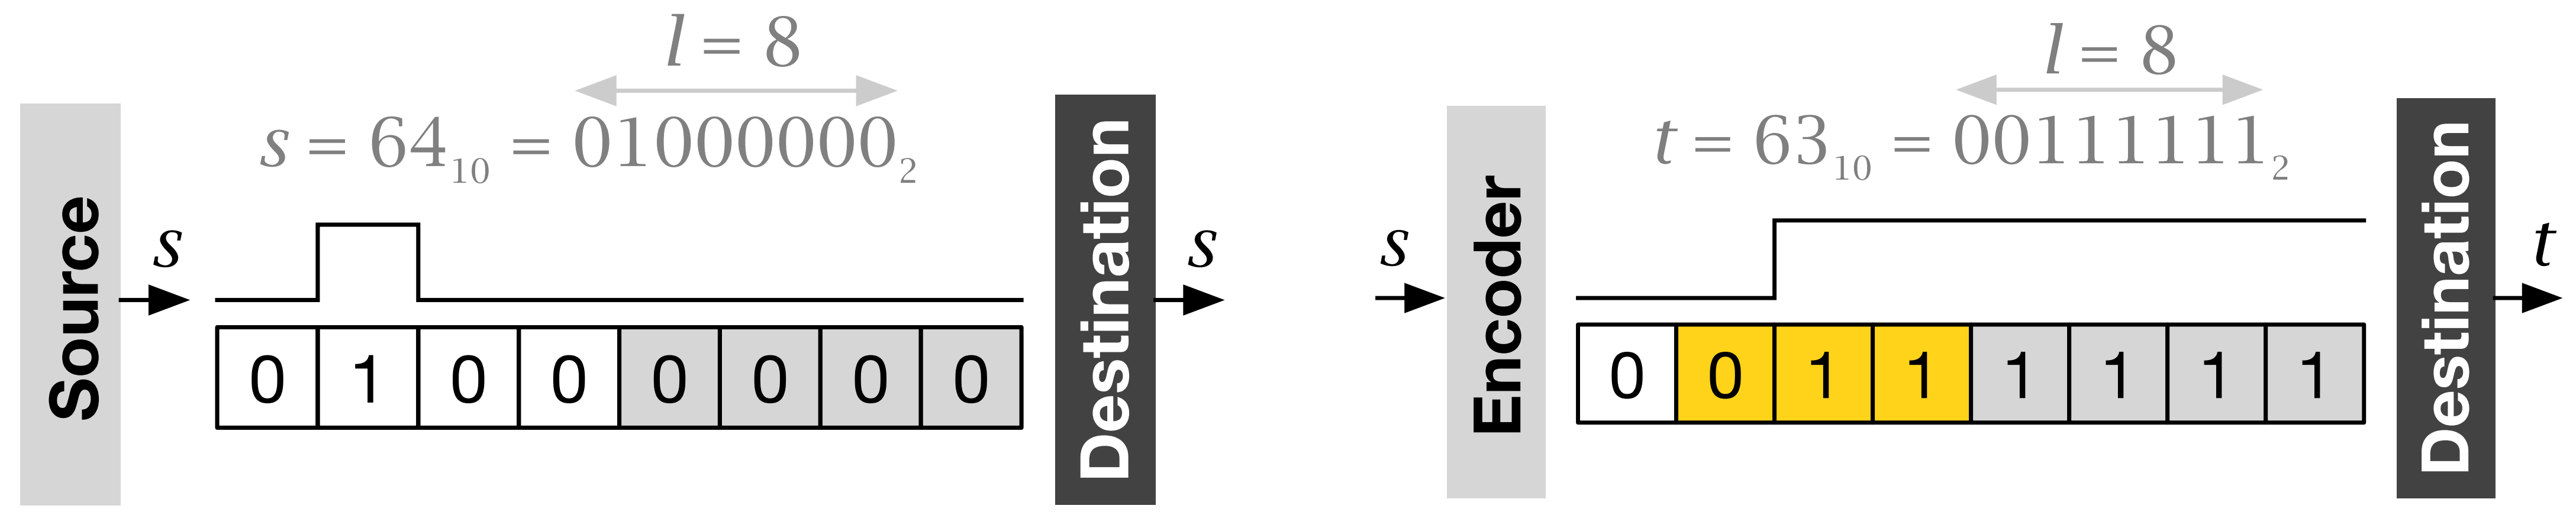 l = 8
s = 64₁₀ = 01000000₂
Source
s
0 1 0 0 0 0 0 0
Destination
s
l = 8
t = 63₁₀ = 00111111₂
s
Encoder
0 0 1 1 1 1 1 1
Destination
t